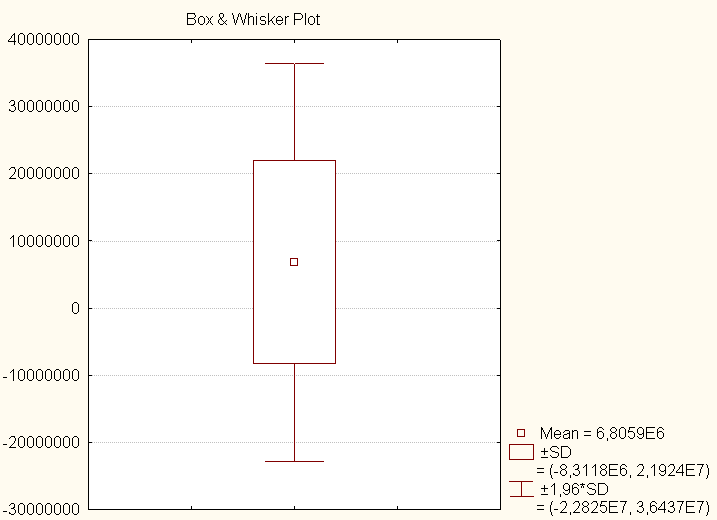 Box & Whisker Plot
40000000
30000000
20000000
10000000
0
-10000000
-20000000
-30000000
Mean = 6,8059E6
±SD
= (-8,3118E6, 2,1924E7)
±1,96*SD
= (-2,2825E7, 3,6437E7)